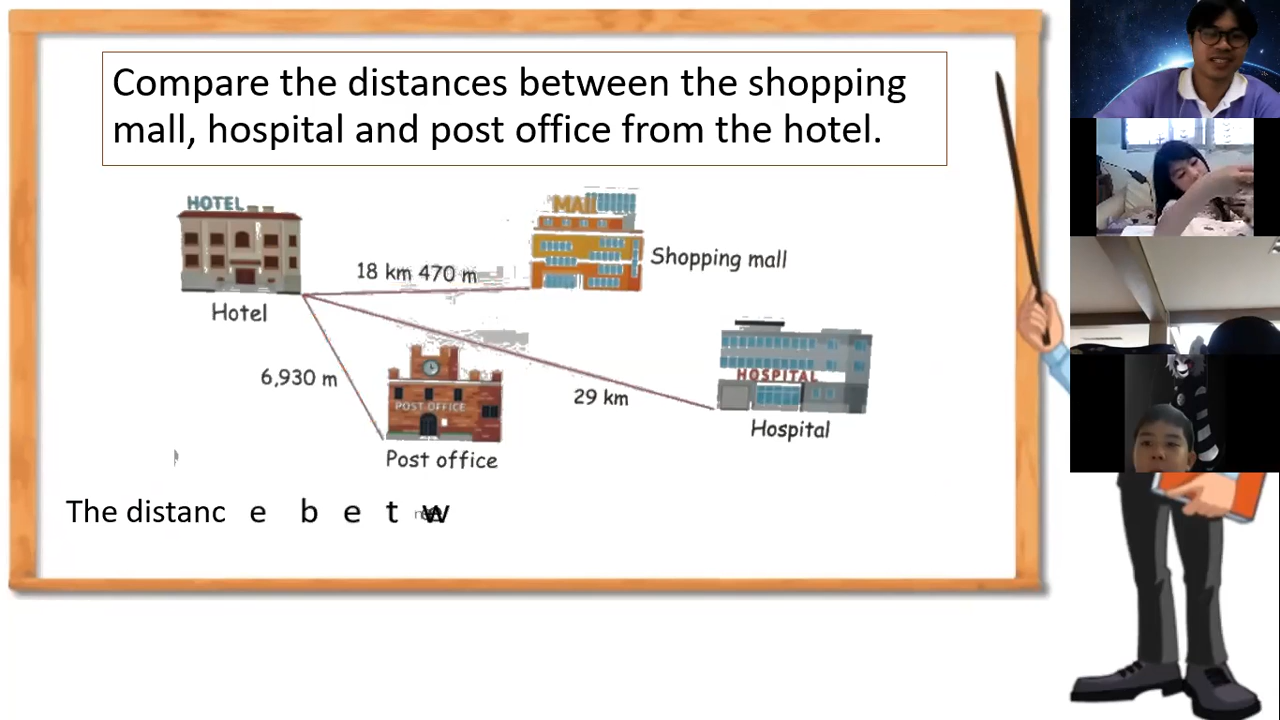 Compare the distances between the shopping
mall, hospital and post office from the hotel.
HOTEL
MAll
Shopping mall
18 km 470 m
Hotel
HOSPITAL
6,930 m
POST OFFICE
29 km
Hospital
Post office
The distanc e b e t w